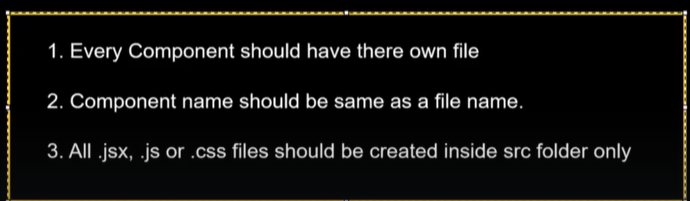 1. Every Component should have there own file
2. Component name should be same as a file name.
3. All .jsx, .js or .css files should be created inside src folder only